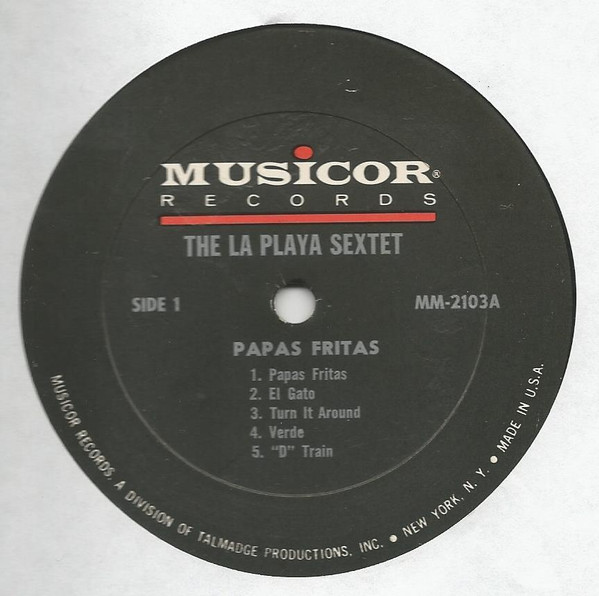 MUSICOR®
RECORDS
THE LA PLAYA SEXTET
SIDE 1
MM-2103A
PAPAS FRITAS
1. Papas Fritas
2. El Gato
3. Turn It Around
4. Verde
5. "D" Train
MUSICOR RECORDS, A DIVISION OF TALMADGE PRODUCTIONS, INC. ● NEW YORK, N. Y. ● MADE IN U.S.A.